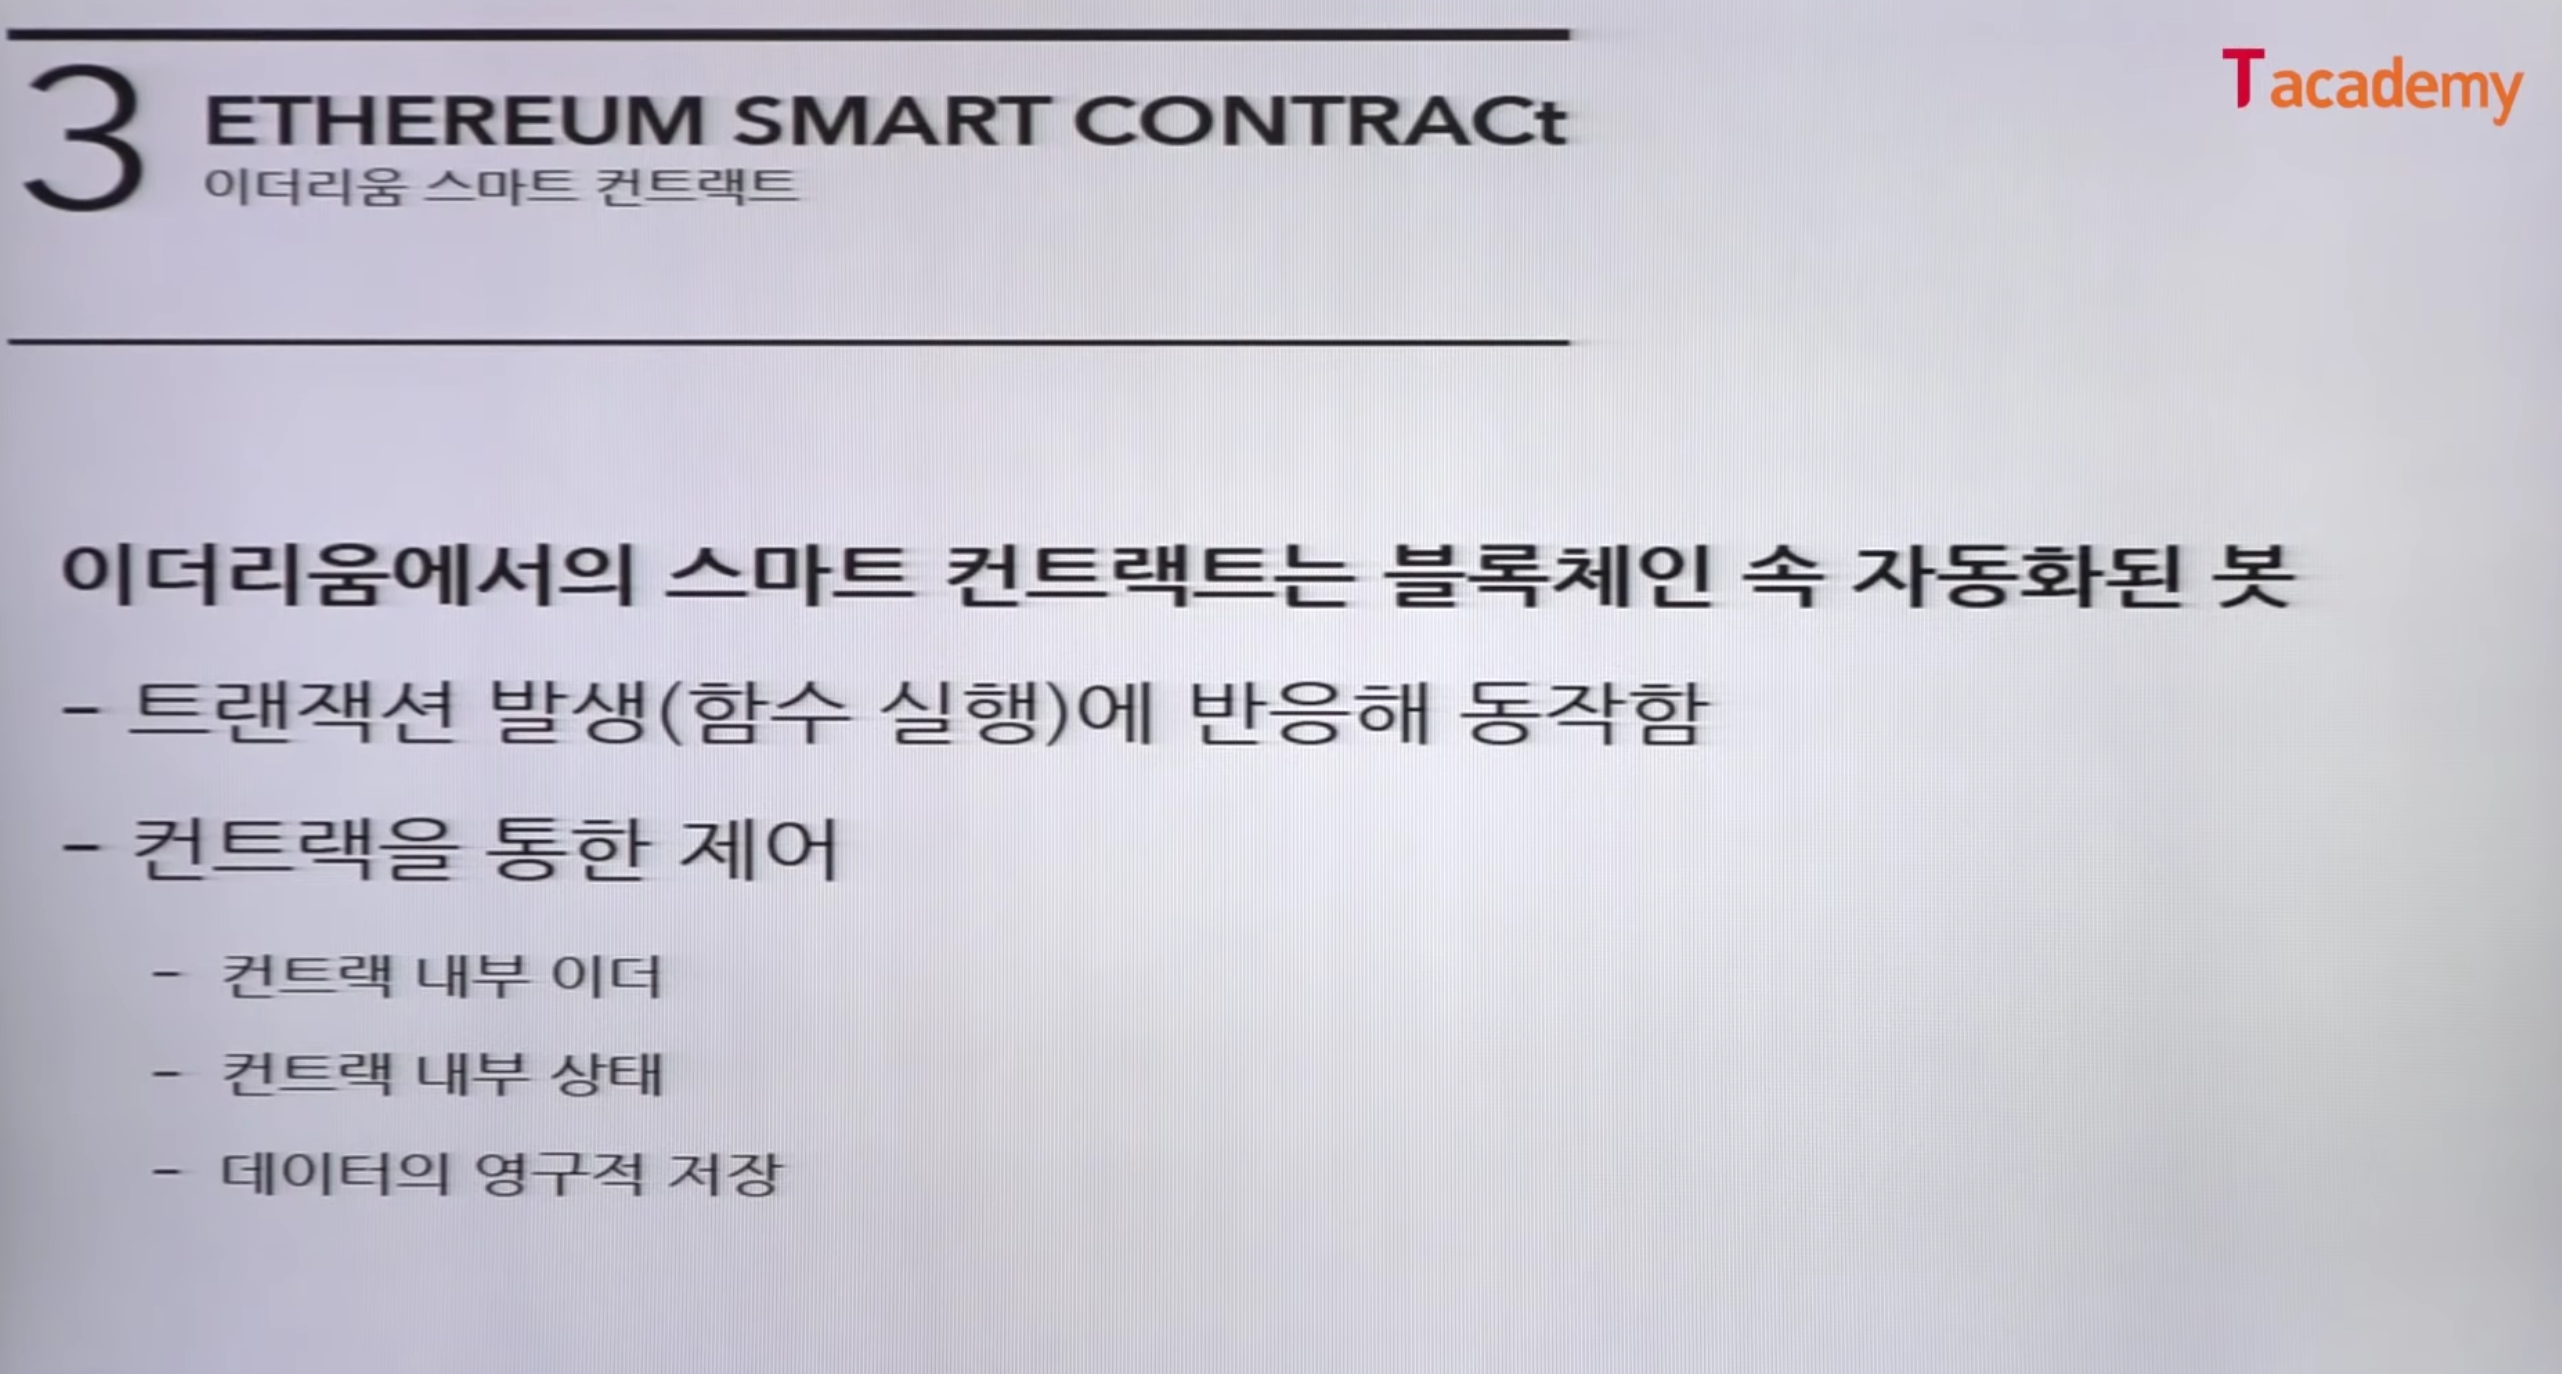 3
ETHEREUM SMART CONTRACt
이더리움 스마트 컨트랙트
T academy
이더리움에서의 스마트 컨트랙트는 블록체인 속 자동화된 봇
- 트랜잭션 발생(함수 실행)에 반응해 동작함
- 컨트랙을 통한 제어
- 컨트랙 내부 이더
- 컨트랙 내부 상태
- 데이터의 영구적 저장